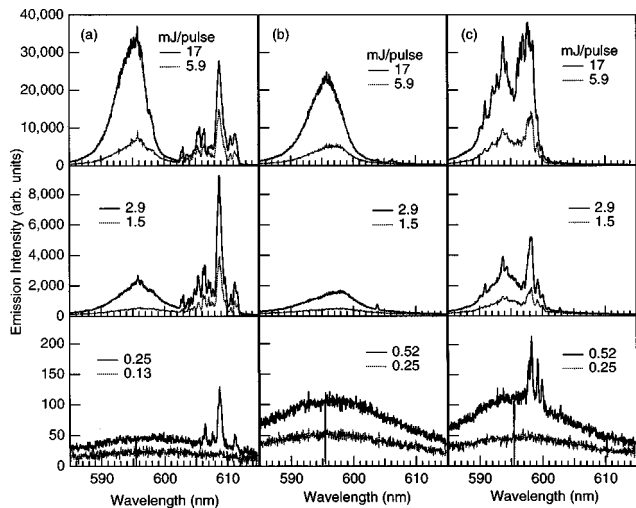 40,000
30,000
20,000
10,000
0
(a)
mJ/pulse
17
5.9
(b)
mJ/pulse
17
5.9
(c)
mJ/pulse
17
5.9
Emission Intensity (arb. units)
8,000
6,000
4,000
2,000
0
2.9
1.5
2.9
1.5
2.9
1.5
200
150
100
50
0
0.25
0.13
0.52
0.25
0.52
0.25
590 600 610
590 600 610
590 600 610
Wavelength (nm)
Wavelength (nm)
Wavelength (nm)